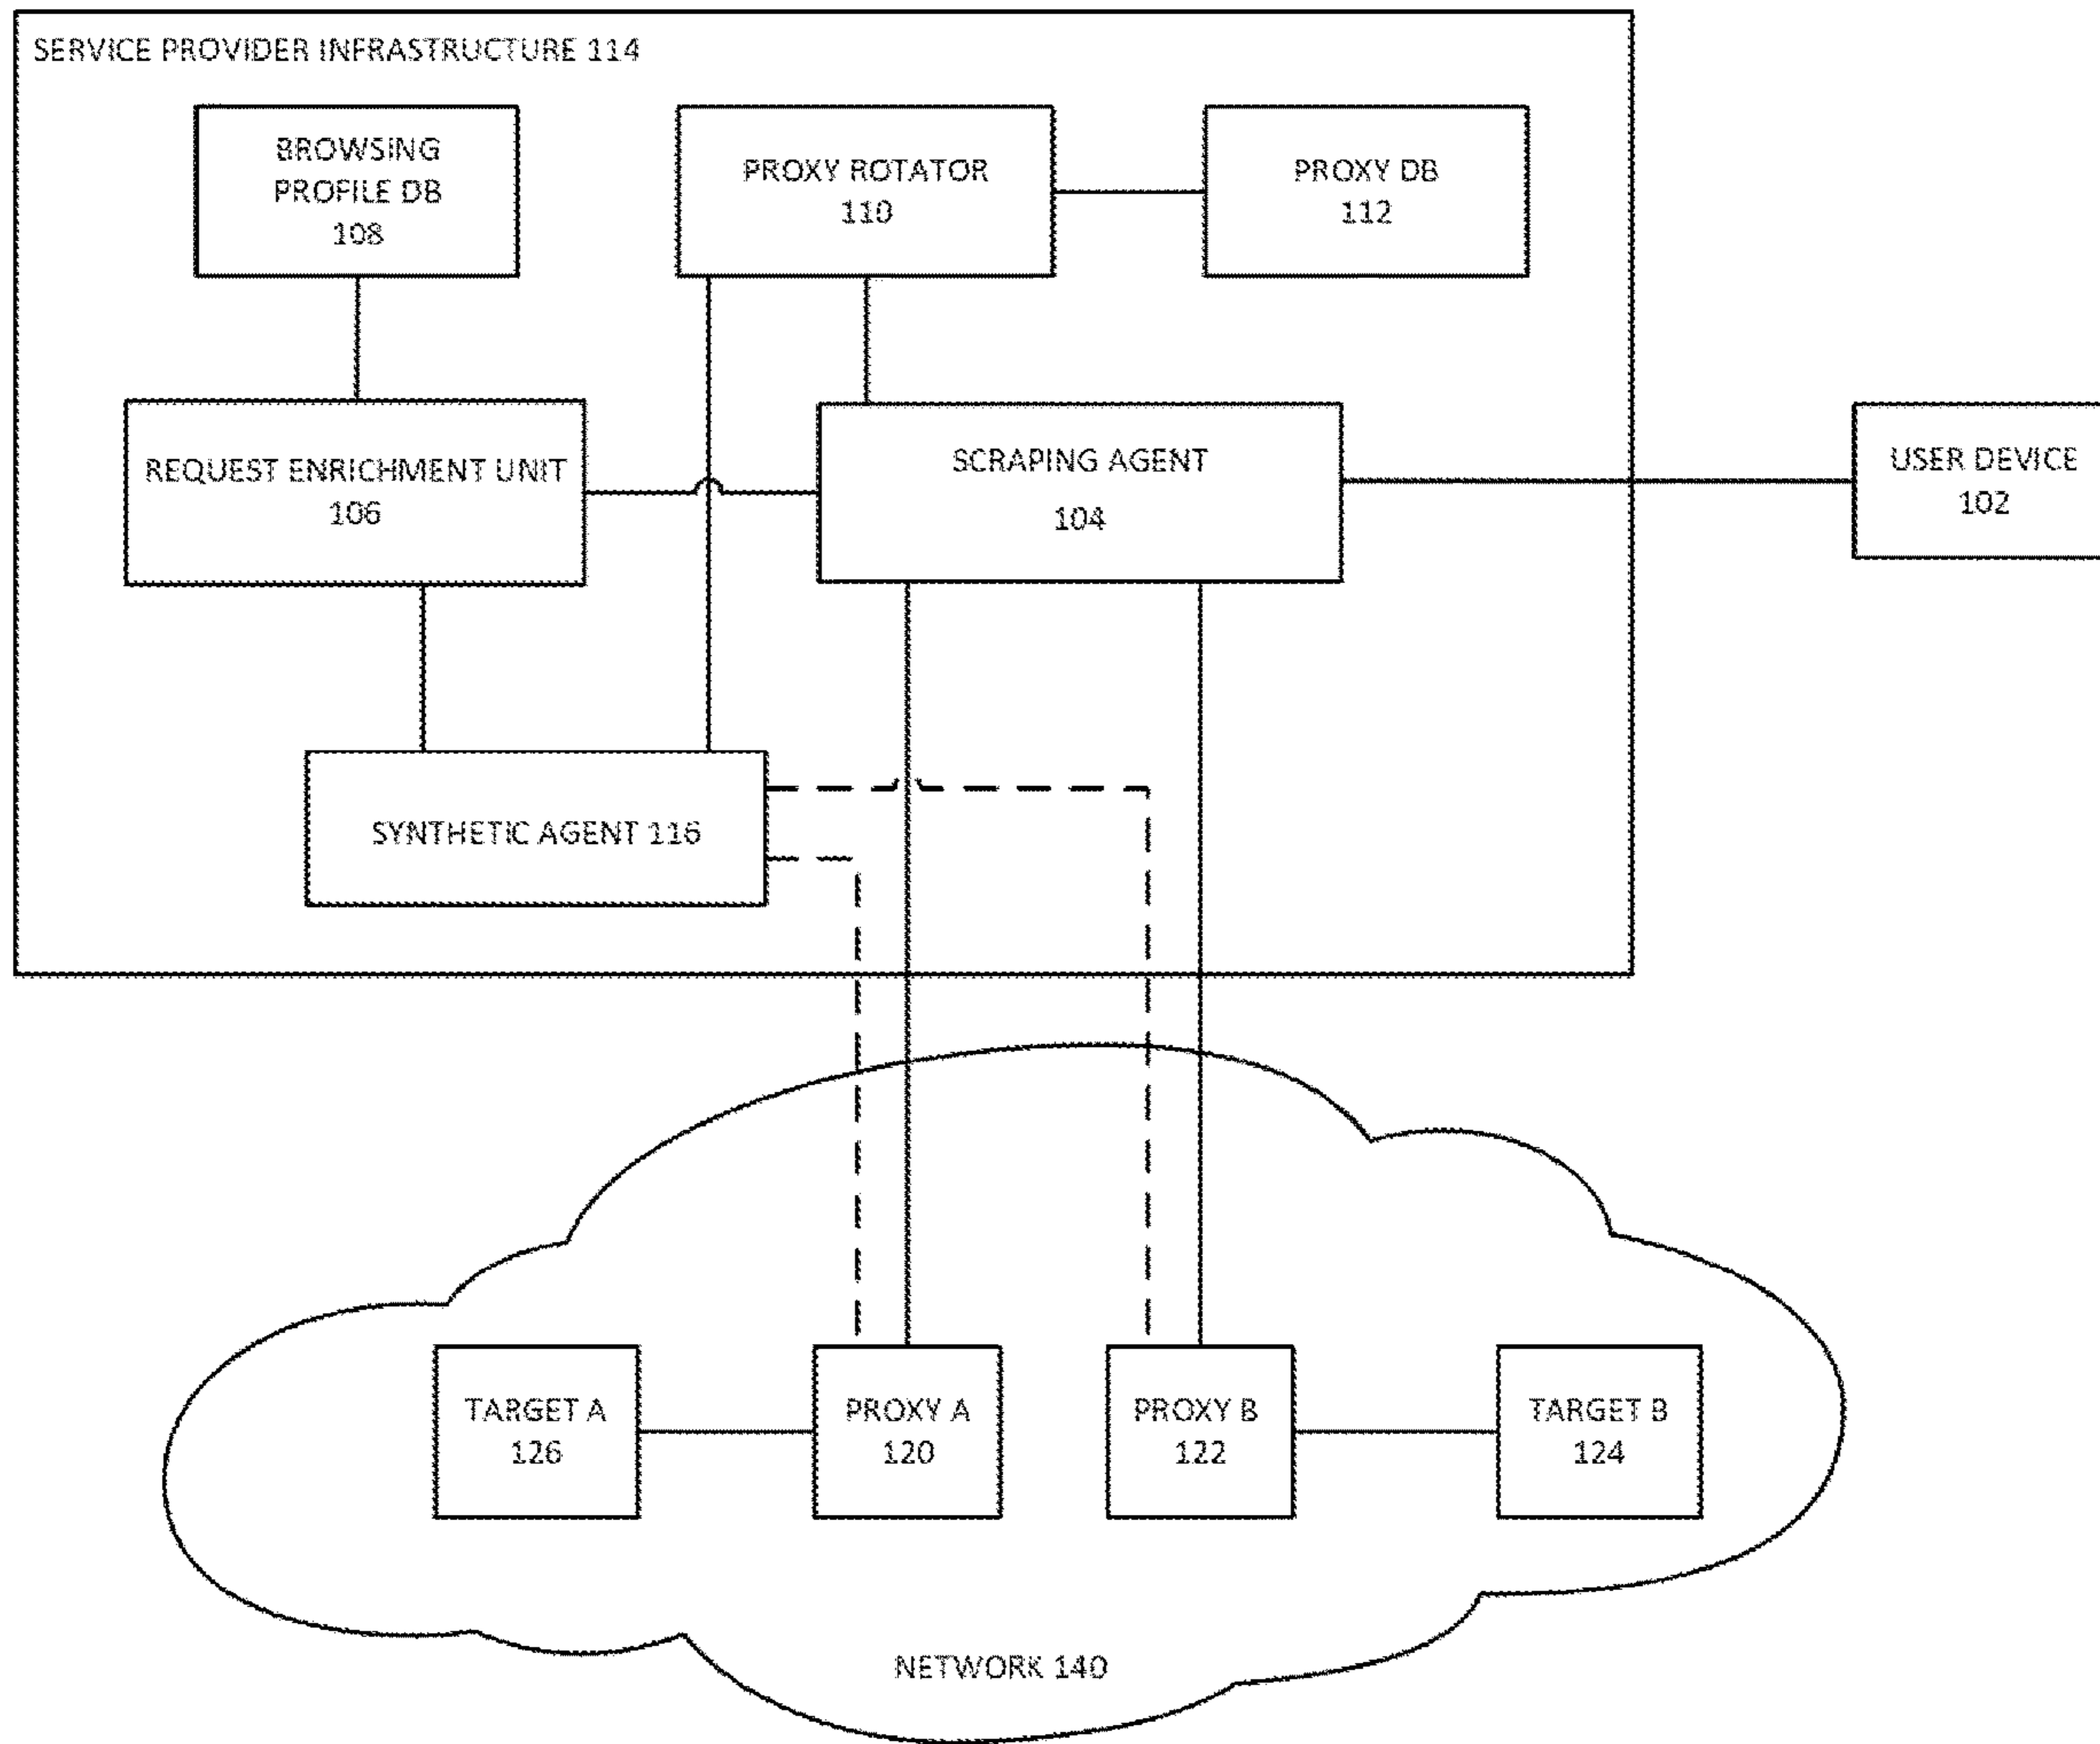 SERVICE PROVIDER INFRASTRUCTURE 114
BROWSING
PROFILE DB
108
PROXY ROTATOR
110
PROXY DB
112
REQUEST ENRICHMENT UNIT
106
SCRAPING AGENT
104
USER DEVICE
102
SYNTHETIC AGENT 116
TARGET A
126
PROXY A
120
PROXY B
122
TARGET B
124
NETWORK 140